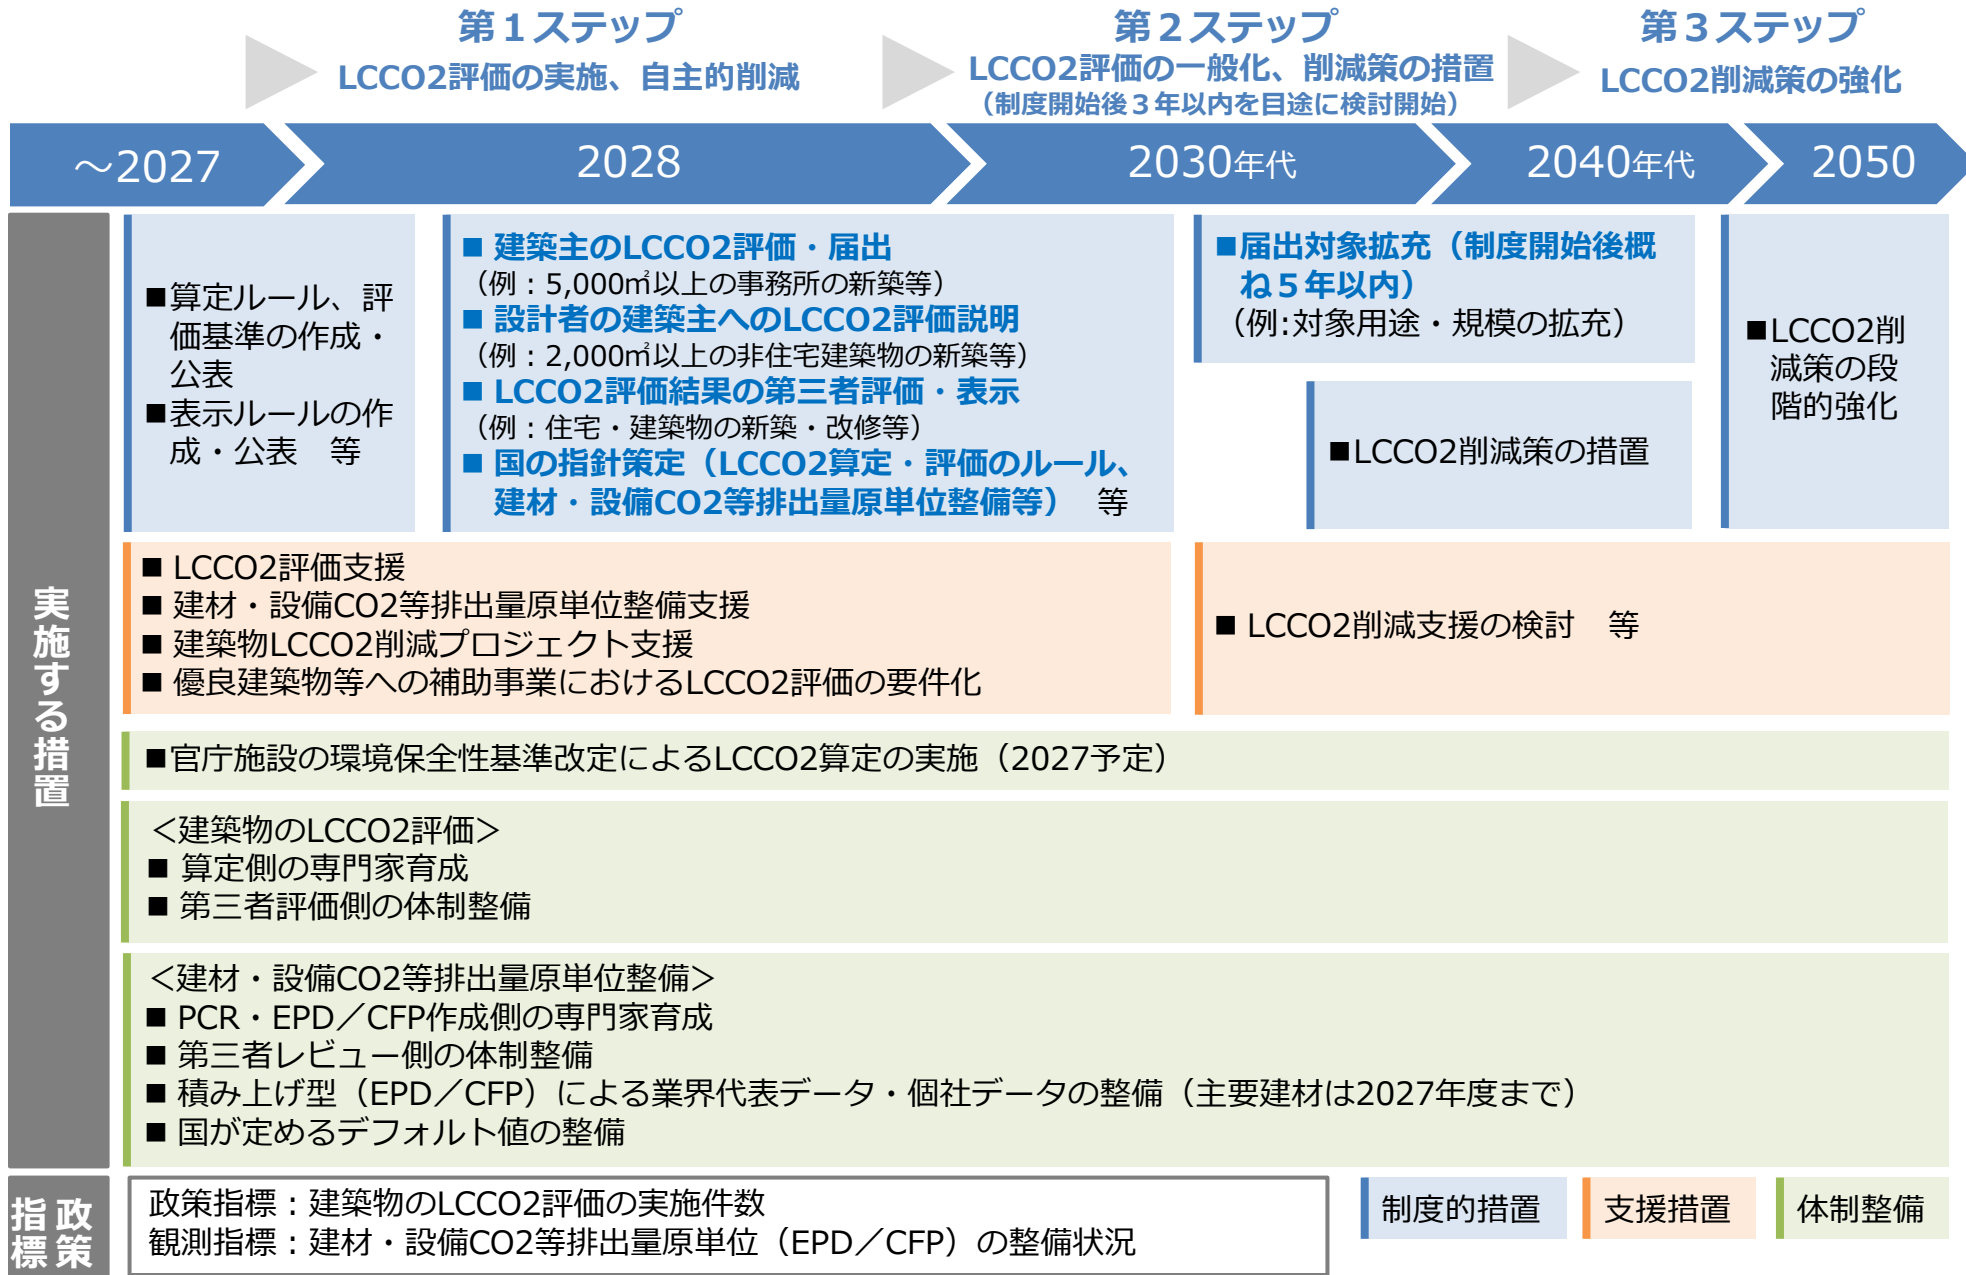 第１ステップ
LCCO2評価の実施、自主的削減
第２ステップ
LCCO2評価の一般化、削減策の措置
（制度開始後３年以内を目途に検討開始）
第３ステップ
LCCO2削減策の強化
～2027
2028
2030年代
2040年代
2050
実施する措置
■算定ルール、評
価基準の作成・
公表
■表示ルールの作
成・公表　等
■ 建築主のLCCO2評価・届出
（例：5,000㎡以上の事務所の新築等）
■ 設計者の建築主へのLCCO2評価説明
（例：2,000㎡以上の非住宅建築物の新築等）
■ LCCO2評価結果の第三者評価・表示
（例：住宅・建築物の新築・改修等）
■ 国の指針策定（LCCO2算定・評価のルール、
建材・設備CO2等排出量原単位整備等）　等
■届出対象拡充（制度開始後概
ね５年以内）
（例:対象用途・規模の拡充）
■LCCO2削減策の措置
■LCCO2削
減策の段
階的強化
■ LCCO2評価支援
■ 建材・設備CO2等排出量原単位整備支援
■ 建築物LCCO2削減プロジェクト支援
■ 優良建築物等への補助事業におけるLCCO2評価の要件化
■ LCCO2削減支援の検討　等
■官庁施設の環境保全性基準改定によるLCCO2算定の実施（2027予定）
＜建築物のLCCO2評価＞
■ 算定側の専門家育成
■ 第三者評価側の体制整備
＜建材・設備CO2等排出量原単位整備＞
■ PCR・EPD／CFP作成側の専門家育成
■ 第三者レビュー側の体制整備
■ 積み上げ型（EPD／CFP）による業界代表データ・個社データの整備（主要建材は2027年度まで）
■ 国が定めるデフォルト値の整備
政策
指標
政策指標：建築物のLCCO2評価の実施件数
観測指標：建材・設備CO2等排出量原単位（EPD／CFP）の整備状況
制度的措置
支援措置
体制整備